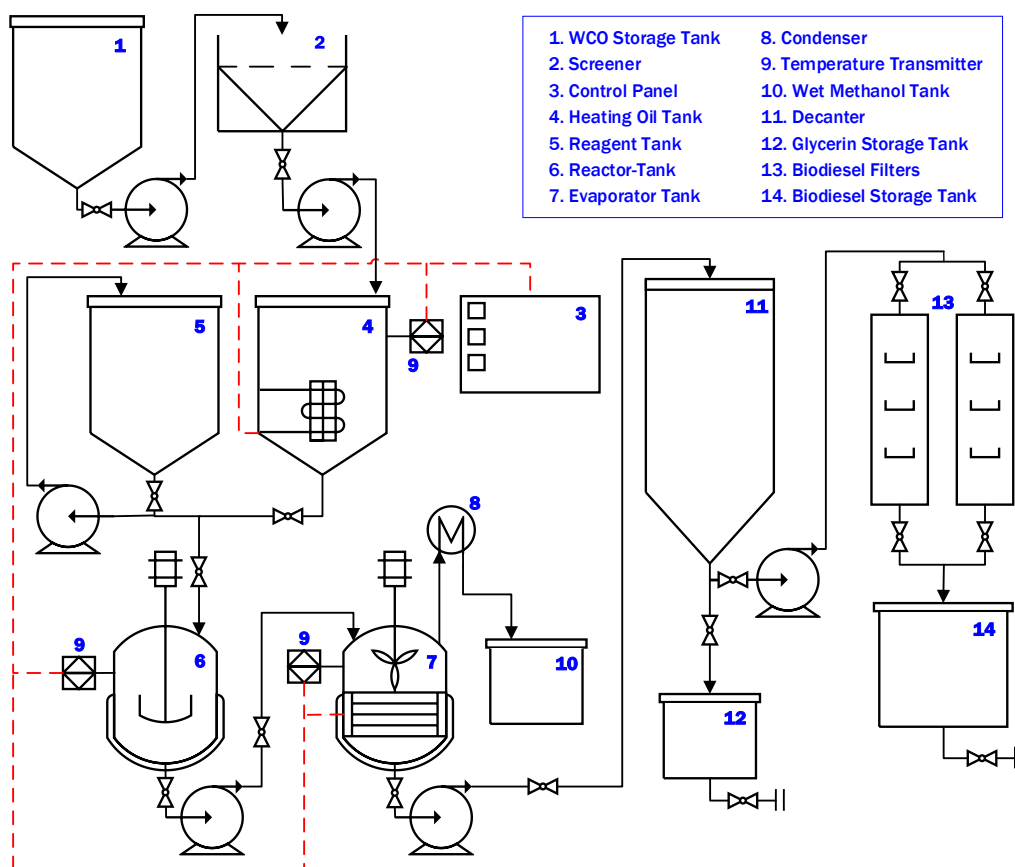 1
2
1. WCO Storage Tank
2. Screener
3. Control Panel
4. Heating Oil Tank
5. Reagent Tank
6. Reactor-Tank
7. Evaporator Tank
8. Condenser
9. Temperature Transmitter
10. Wet Methanol Tank
11. Decanter
12. Glycerin Storage Tank
13. Biodiesel Filters
14. Biodiesel Storage Tank
5
4
9
3
11
13
8
9
6
9
7
10
12
14